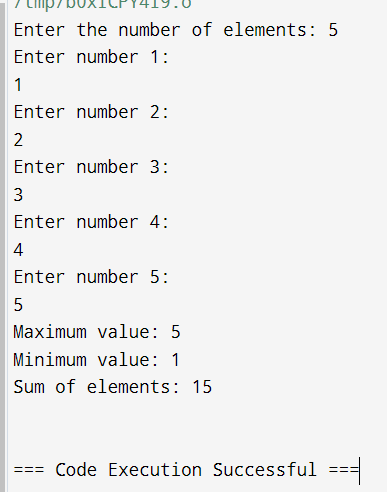 Enter the number of elements: 5
Enter number 1:
1
Enter number 2:
2
Enter number 3:
3
Enter number 4:
4
Enter number 5:
5
Maximum value: 5
Minimum value: 1
Sum of elements: 15
=== Code Execution Successful ===